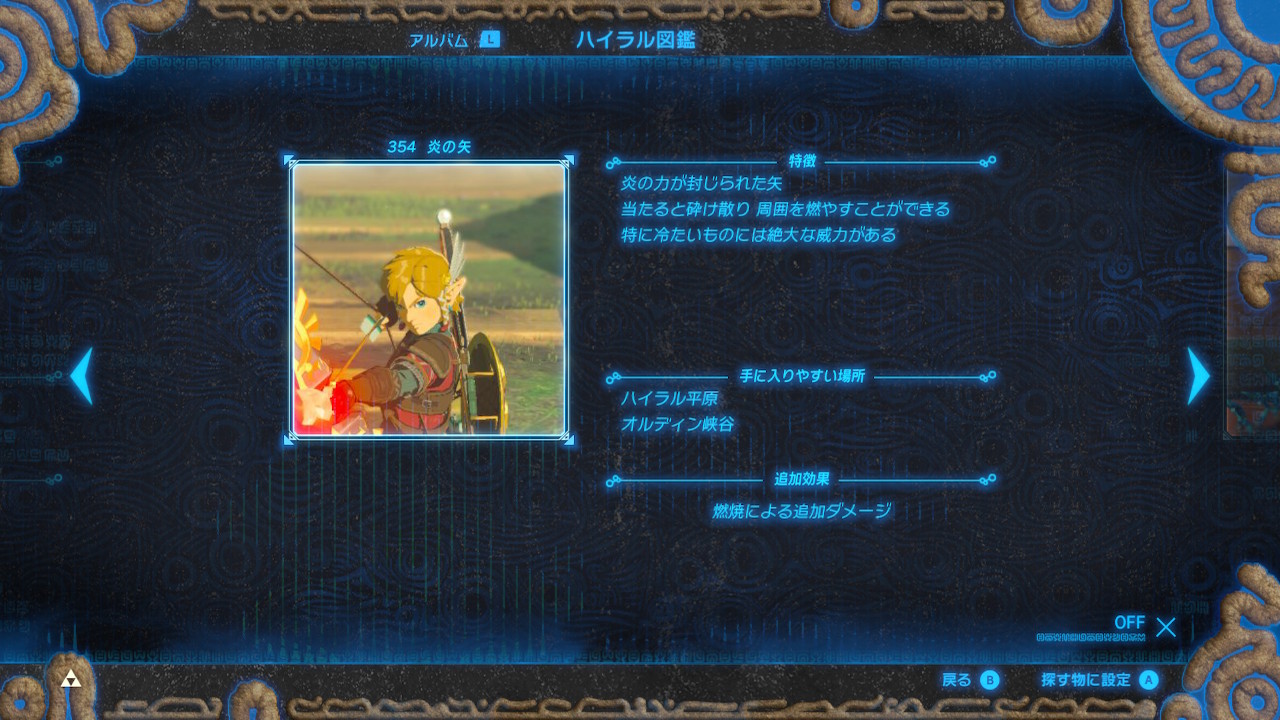 アルバム L
ハイラル図鑑
354 炎の矢
特徴
炎の力が封じられた矢
当たると砕け散り 周囲を燃やすことができる
特に冷たいものには絶大な威力がある
手に入りやすい場所
ハイラル平原
オルディン峡谷
追加効果
燃焼による追加ダメージ
OFF
戻る B
探す物に設定 A